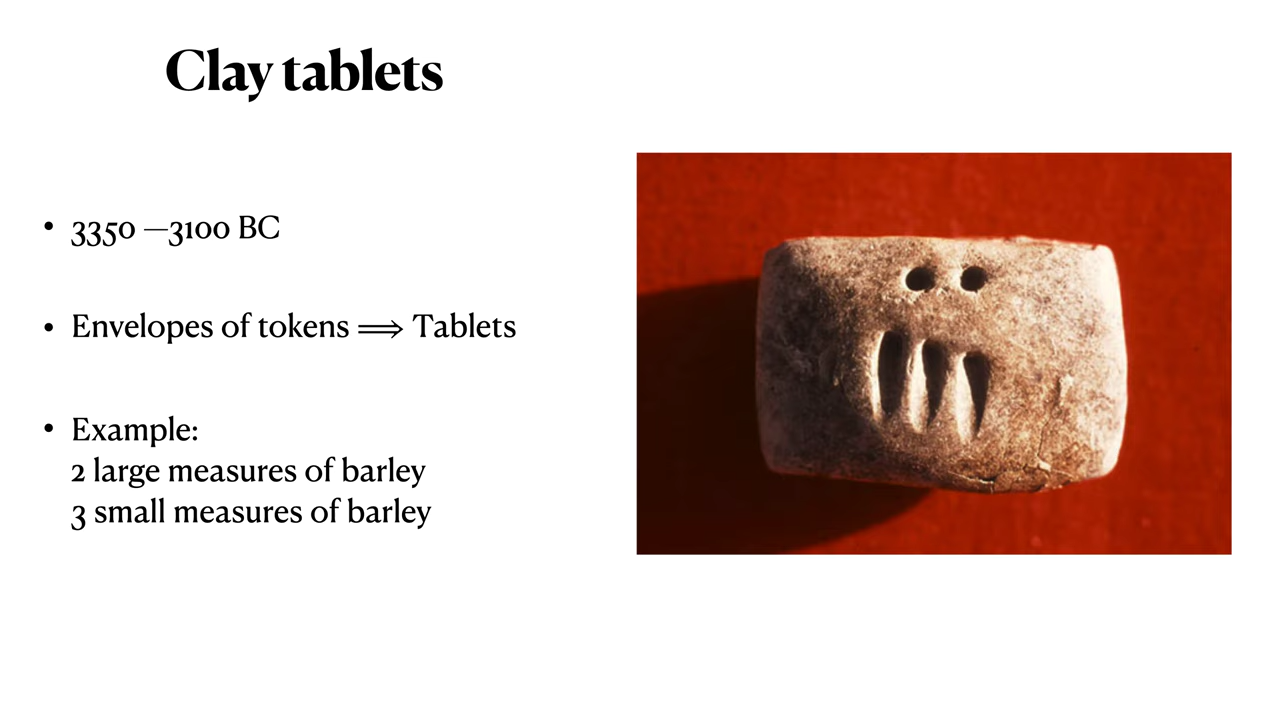 Clay tablets
• 3350 —3100 BC
• Envelopes of tokens ⟹ Tablets
• Example:
2 large measures of barley
3 small measures of barley